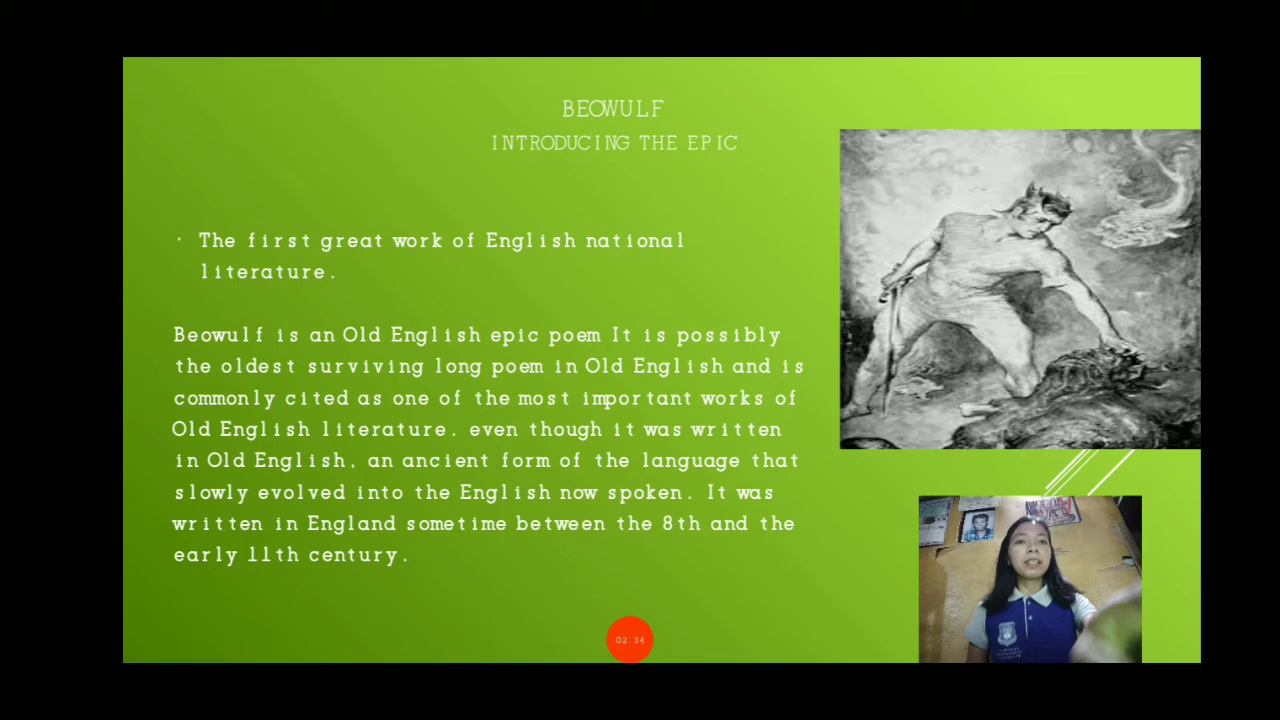 BEOWULF
INTRODUCING THE EPIC
· The first great work of English national
literature.
Beowulf is an Old English epic poem It is possibly
the oldest surviving long poem in Old English and is
commonly cited as one of the most important works of
Old English literature. even though it was written
in Old English, an ancient form of the language that
slowly evolved into the English now spoken. It was
written in England sometime between the 8th and the
early 11th century.
02:34